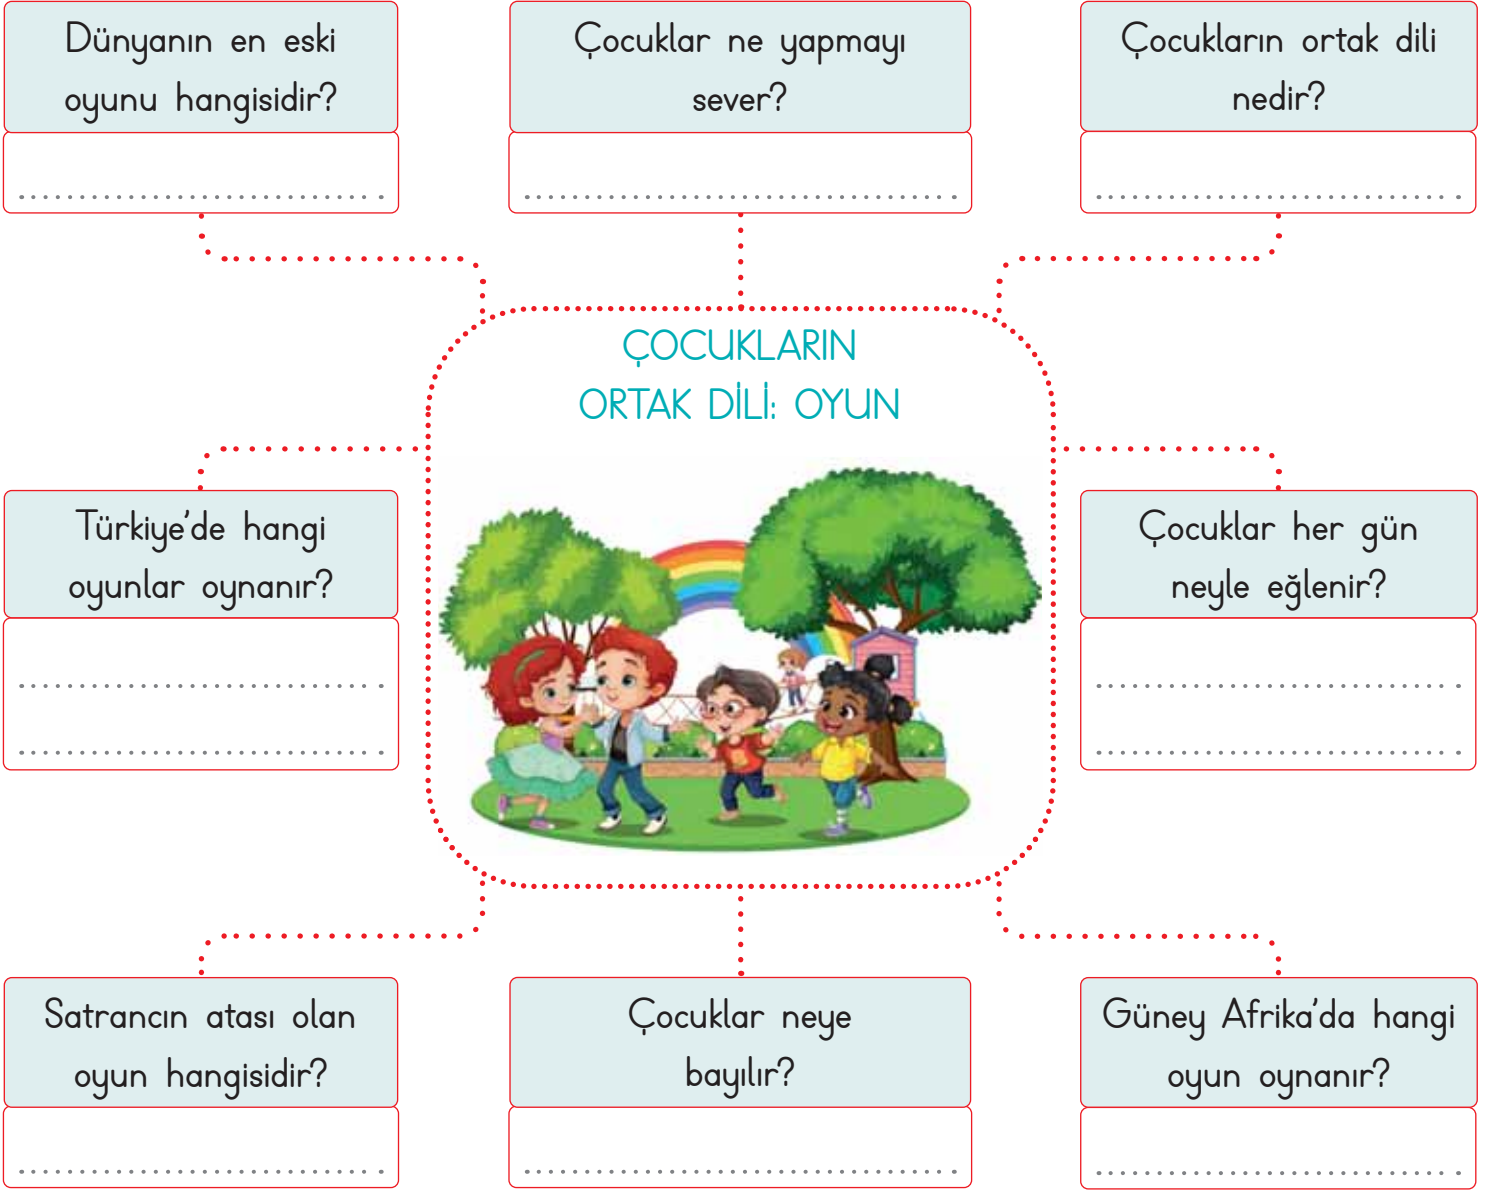 Dünyanın en eski
oyunu hangisidir?
Çocuklar ne yapmayı
sever?
Çocukların ortak dili
nedir?
ÇOCUKLARIN
ORTAK DİLİ: OYUN
Türkiye'de hangi
oyunlar oynanır?
Çocuklar her gün
neyle eğlenir?
Satrancın atası olan
oyun hangisidir?
Çocuklar neye
bayılır?
Güney Afrika'da hangi
oyun oynanır?